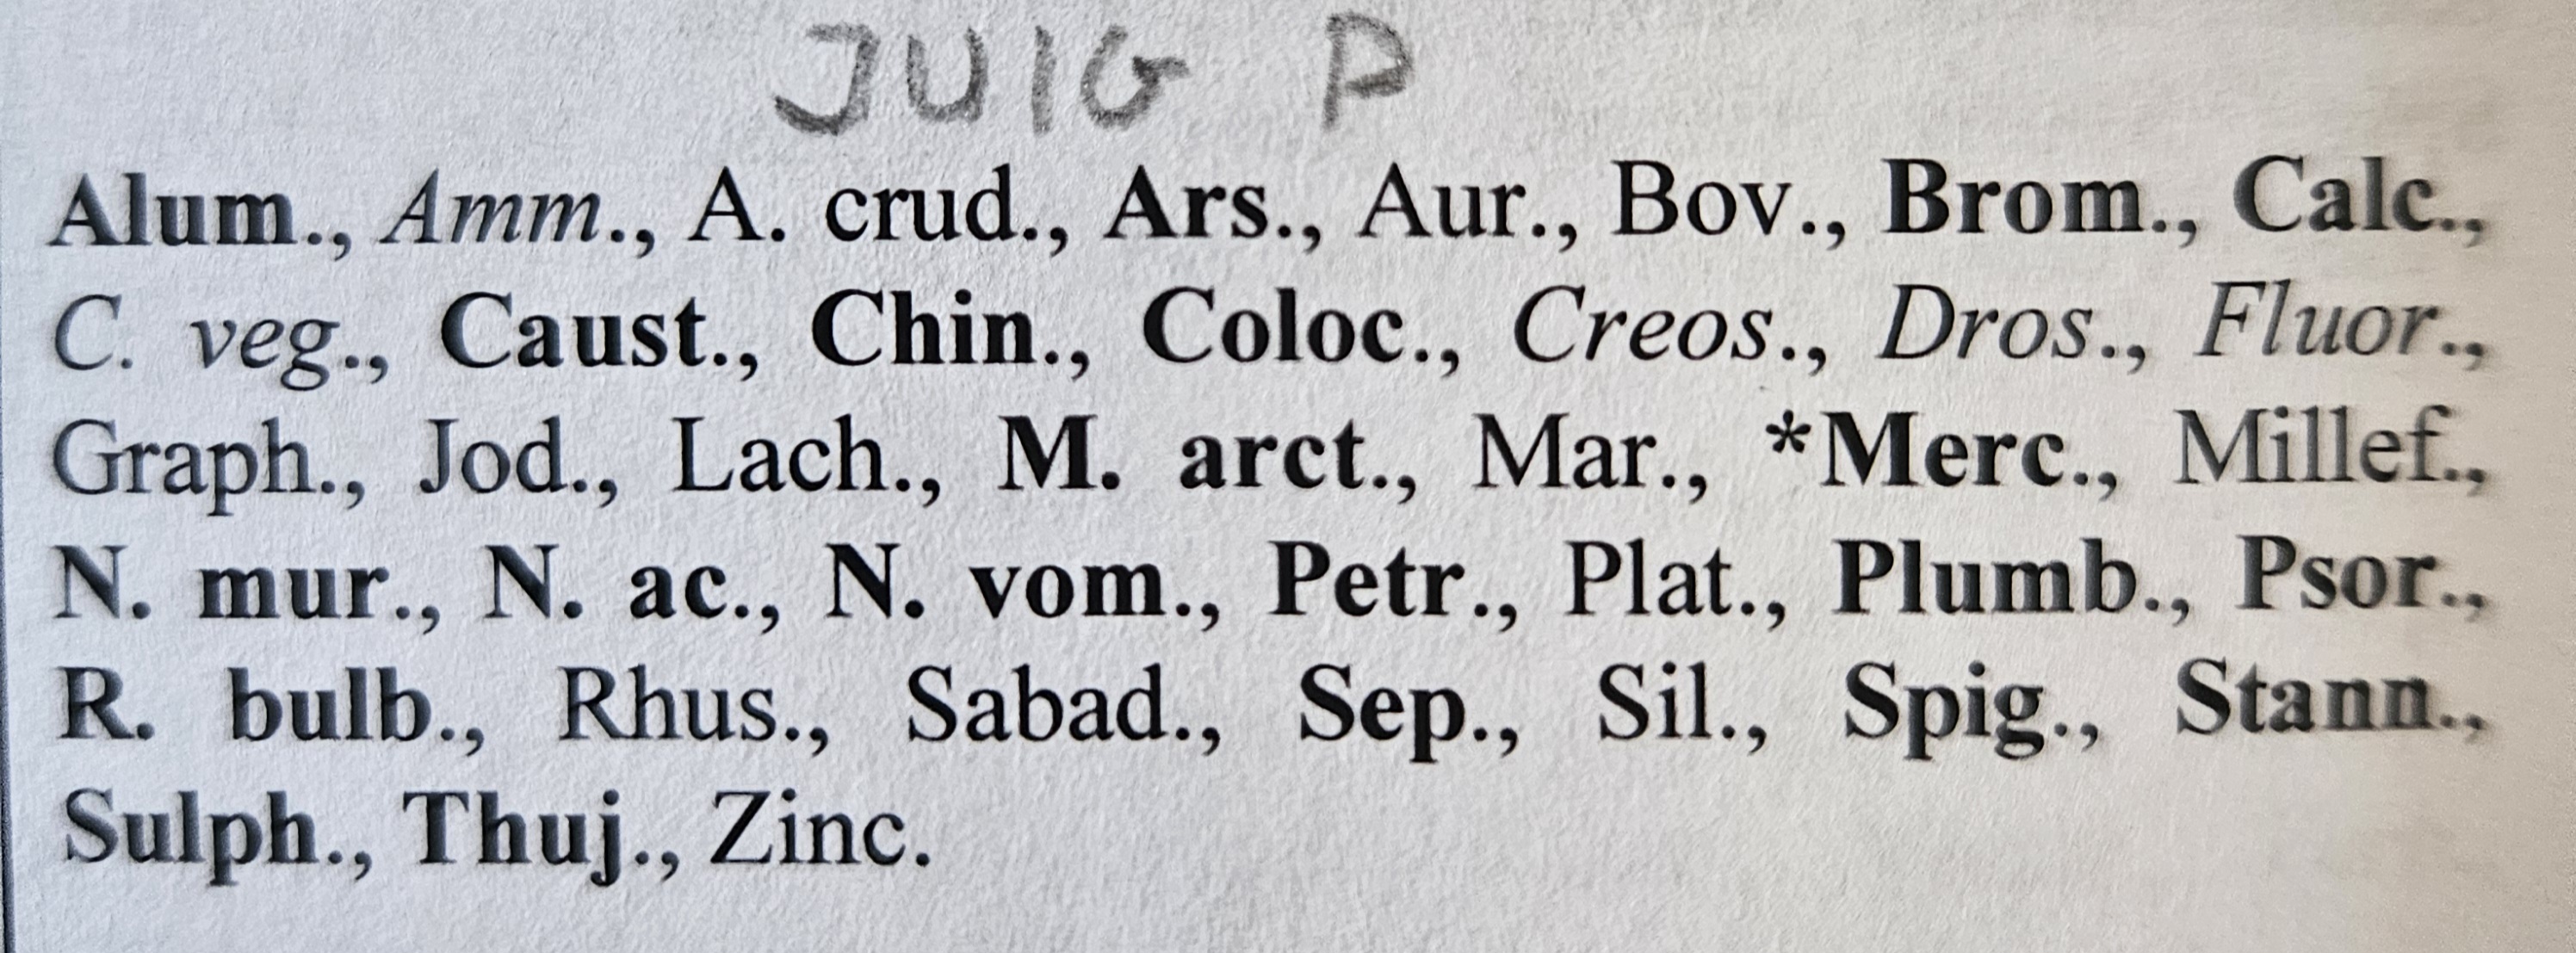 JUIG P
Alum., Amm., A. crud., Ars., Aur., Bov., Brom., Calc.,
C. veg., Caust., Chin., Coloc., Creos., Dros., Fluor.,
Graph., Jod., Lach., M. arct., Mar., *Merc., Millef.,
N. mur., N. ac., N. vom., Petr., Plat., Plumb., Psor.,
R. bulb., Rhus., Sabad., Sep., Sil., Spig., Stann.,
Sulph., Thuj., Zinc.